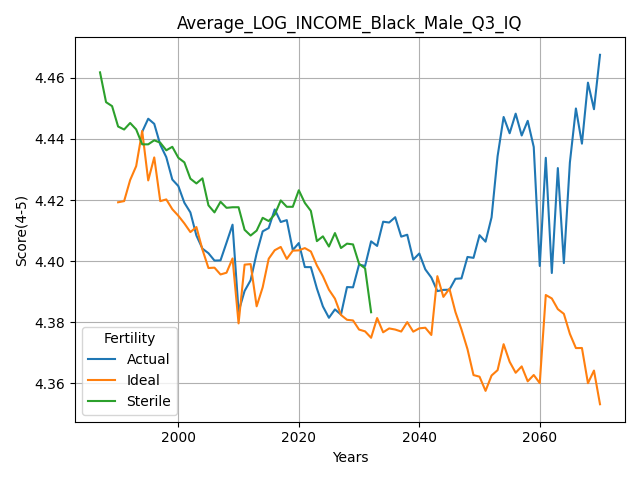 Average_LOG_INCOME_Black_Male_Q3_IQ
Score(4-5)
4.46
4.44
4.42
4.40
4.38
4.36
Fertility
Actual
Ideal
Sterile
2000 2020 2040 2060
Years